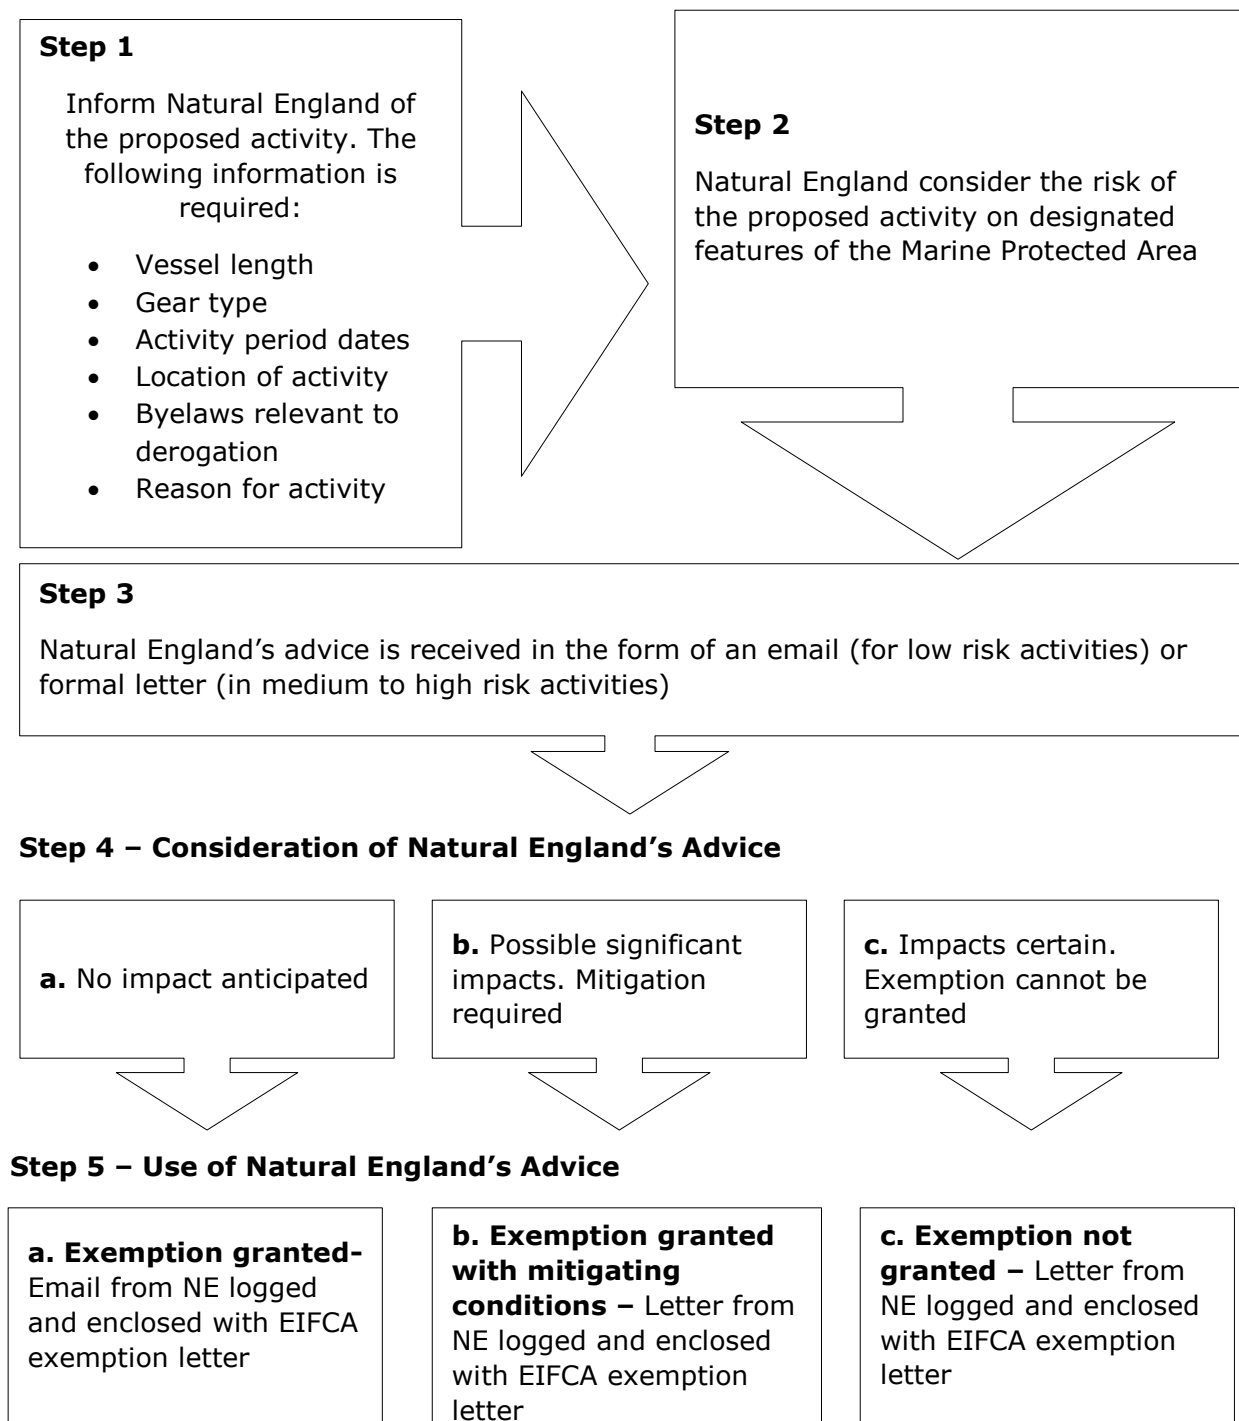 Step 1
Inform Natural England of
the proposed activity. The
following information is
required:
• Vessel length
• Gear type
• Activity period dates
• Location of activity
• Byelaws relevant to
derogation
• Reason for activity
Step 2
Natural England consider the risk of
the proposed activity on designated
features of the Marine Protected Area
Step 3
Natural England’s advice is received in the form of an email (for low risk activities) or
formal letter (in medium to high risk activities)
Step 4 – Consideration of Natural England’s Advice
a. No impact anticipated
b. Possible significant
impacts. Mitigation
required
c. Impacts certain.
Exemption cannot be
granted
Step 5 – Use of Natural England’s Advice
a. Exemption granted-
Email from NE logged
and enclosed with EIFCA
exemption letter
b. Exemption granted
with mitigating
conditions – Letter from
NE logged and enclosed
with EIFCA exemption
letter
c. Exemption not
granted – Letter from
NE logged and enclosed
with EIFCA exemption
letter